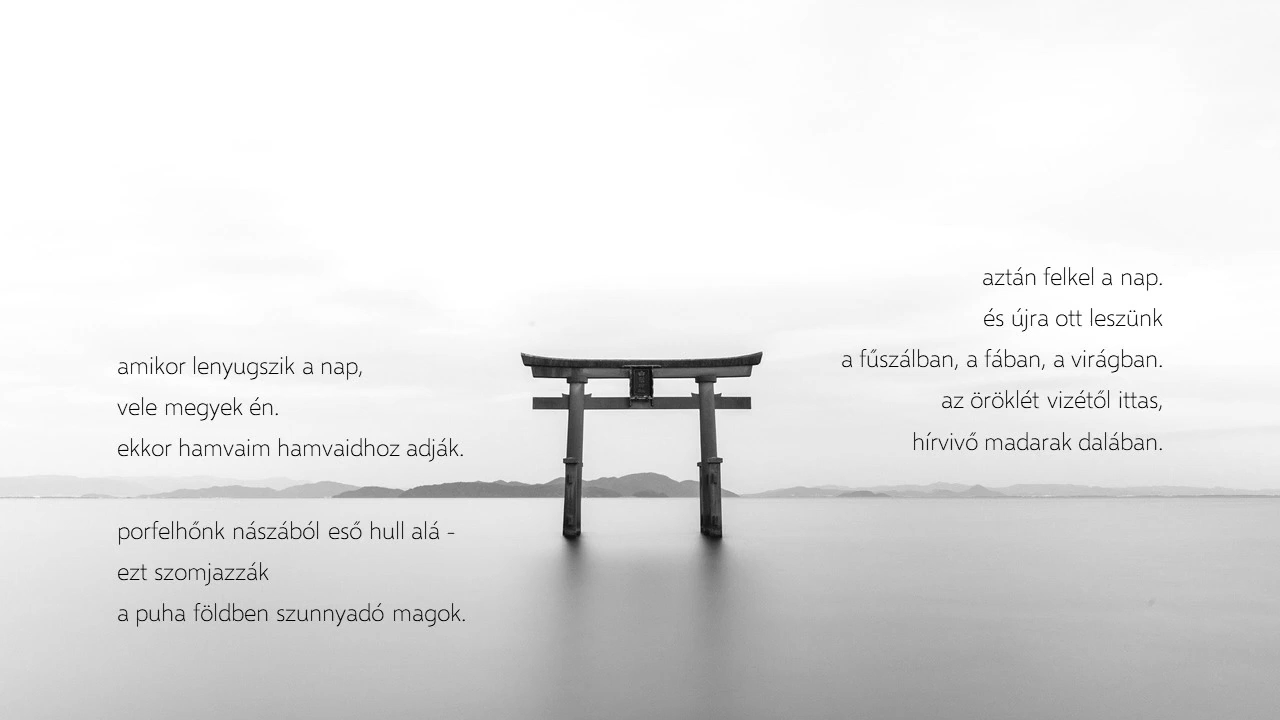 amikor lenyugszik a nap,
vele megyek én.
ekkor hamvaim hamvaidhoz adják.
porfelhőnk nászából eső hull alá -
ezt szomjazzák
a puha földben szunnyadó magok.
aztán felkel a nap.
és újra ott leszünk
a fűszálban, a fában, a virágban.
az öröklét vizétől ittas,
hírvivő madarak dalában.